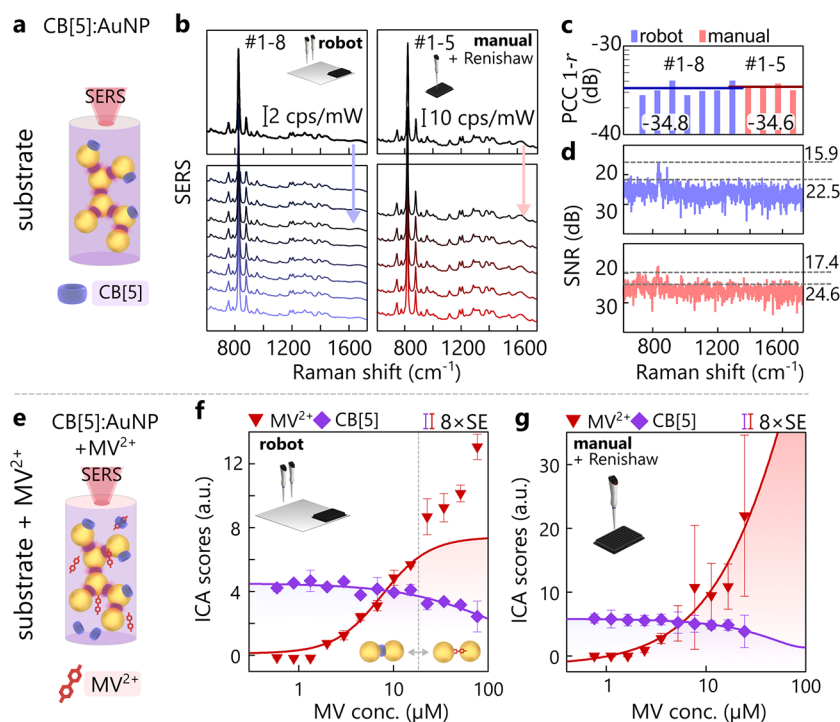 a
CB[5]:AuNP
SERS
substrate
CB[5]
b
#1-8
robot
2 cps/mW
#1-5
manual
+ Renishaw
10 cps/mW
SERS
800 1200 1600
800 1200 1600
Raman shift (cm-1)
c
robot manual
PCC 1-r
(dB)
-30
-40
#1-8
#1-5
-34.8
-34.6
d
SNR (dB)
20
30
15.9
22.5
20
30
17.4
24.6
800 1200 1600
Raman shift (cm-1)
e
CB[5]:AuNP
+MV2+
SERS
substrate + MV2+
MV2+
f
MV2+ CB[5] 8×SE
robot
ICA scores (a.u.)
12
8
4
0
1 10 100
MV conc. (μM)
g
MV2+ CB[5] 8×SE
manual
+ Renishaw
ICA scores (a.u.)
30
20
10
0
1 10 100
MV conc. (μM)